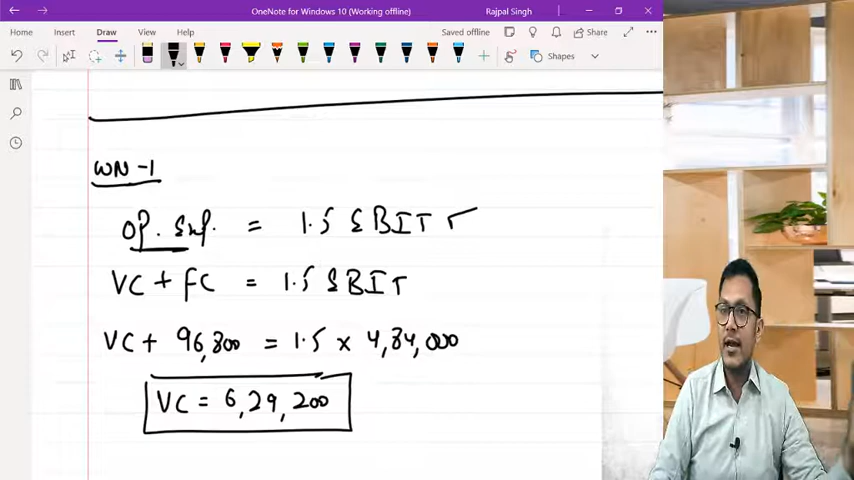 OneNote for Windows 10 (Working offline)
Rajpal Singh
Home Insert Draw View Help
Saved offline
Share
Shapes
WN-1
OP. Exp. = 1.5 EBIT
VC + FC = 1.5 EBIT
VC + 96,800 = 1.5 x 4,84,000
VC = 6,29,200